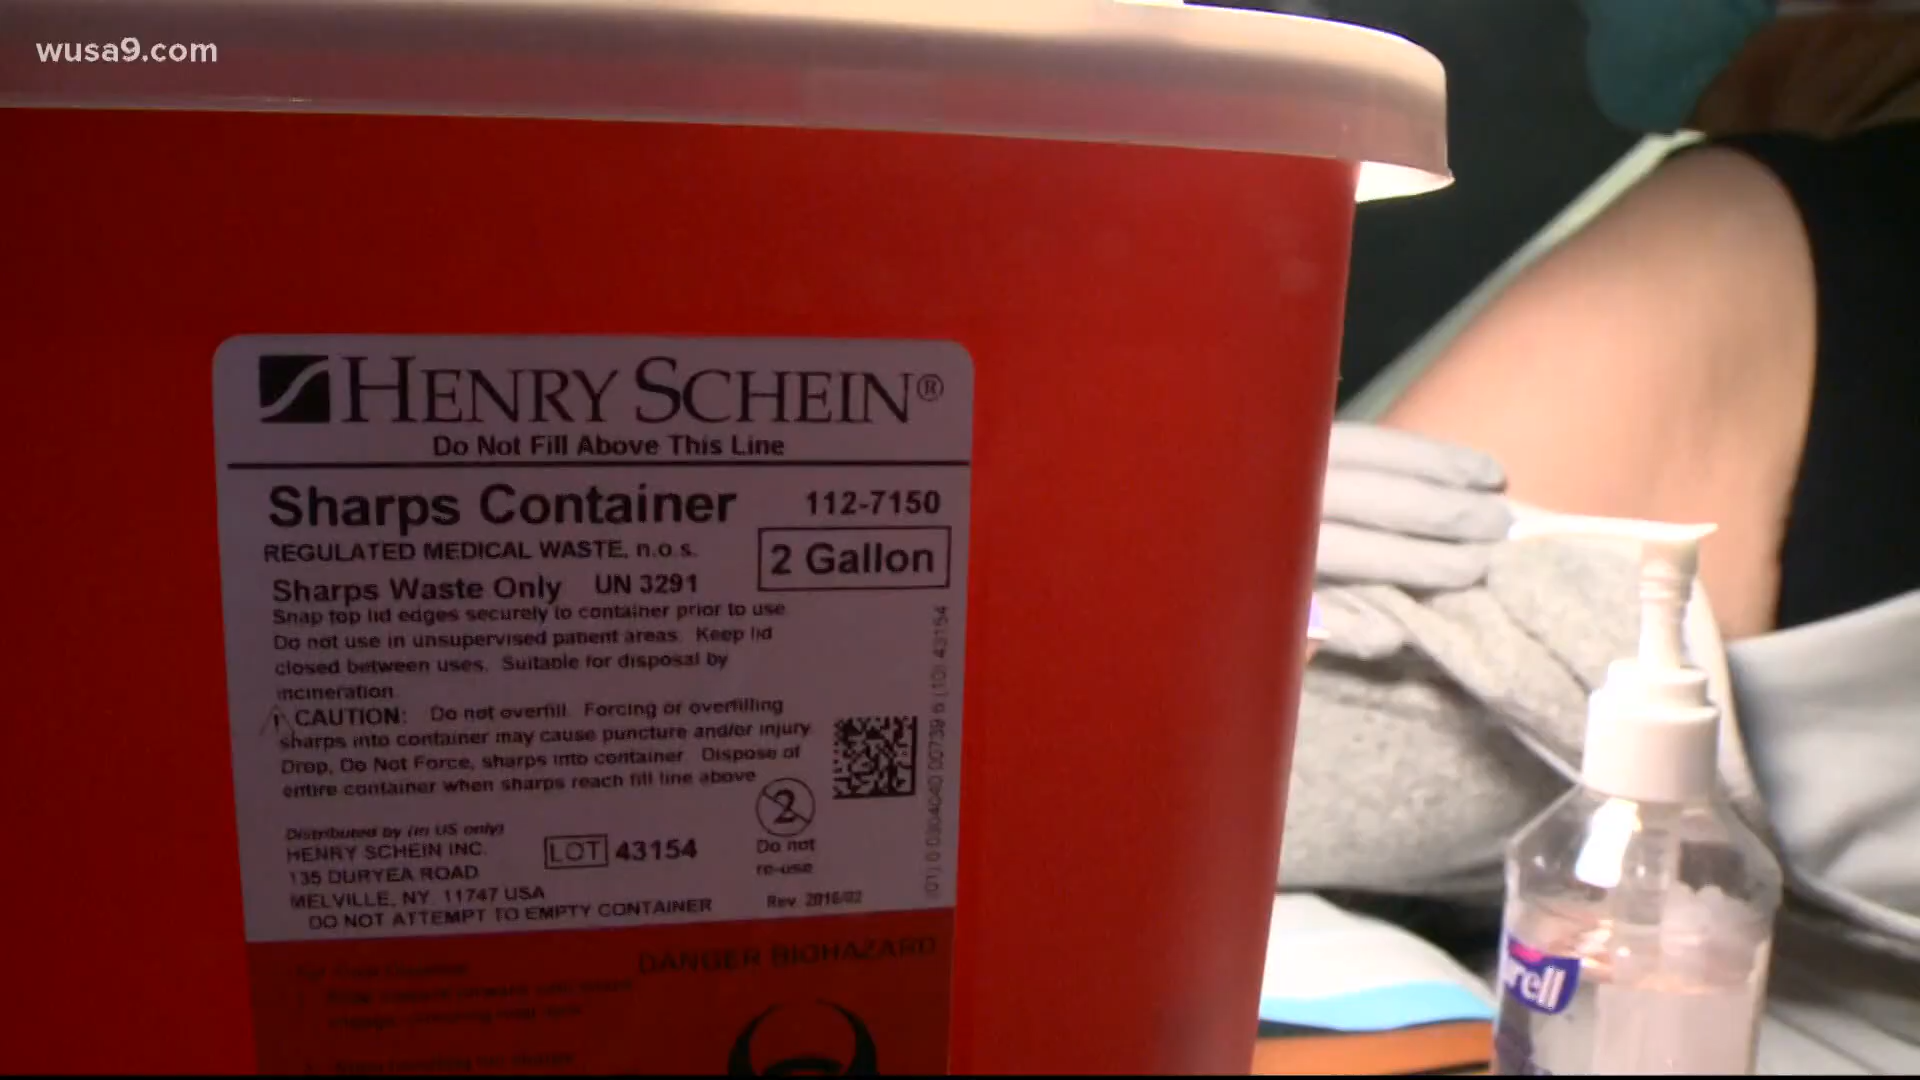 wusa9.com
HENRY SCHEIN®
Do Not Fill Above This Line
Sharps Container 112-7150
REGULATED MEDICAL WASTE, n.o.s.
2 Gallon
Sharps Waste Only UN 3291
Snap top lid edges securely to container prior to use.
Do not use in unsupervised patient areas. Keep lid
closed between uses. Suitable for disposal by
incineration.
CAUTION: Do not overfill. Forcing or overfilling
sharps into container may cause puncture and/or injury.
Drop, Do Not Force, sharps into container. Dispose of
entire container when sharps reach fill line above
2
Do not
re-use
Distributed by (in US only)
HENRY SCHEIN INC.
135 DURYEA ROAD
MELVILLE, NY. 11747 USA
LOT 43154
DO NOT ATTEMPT TO EMPTY CONTAINER
Rev. 2016/02
DANGER BIOHAZARD
rell